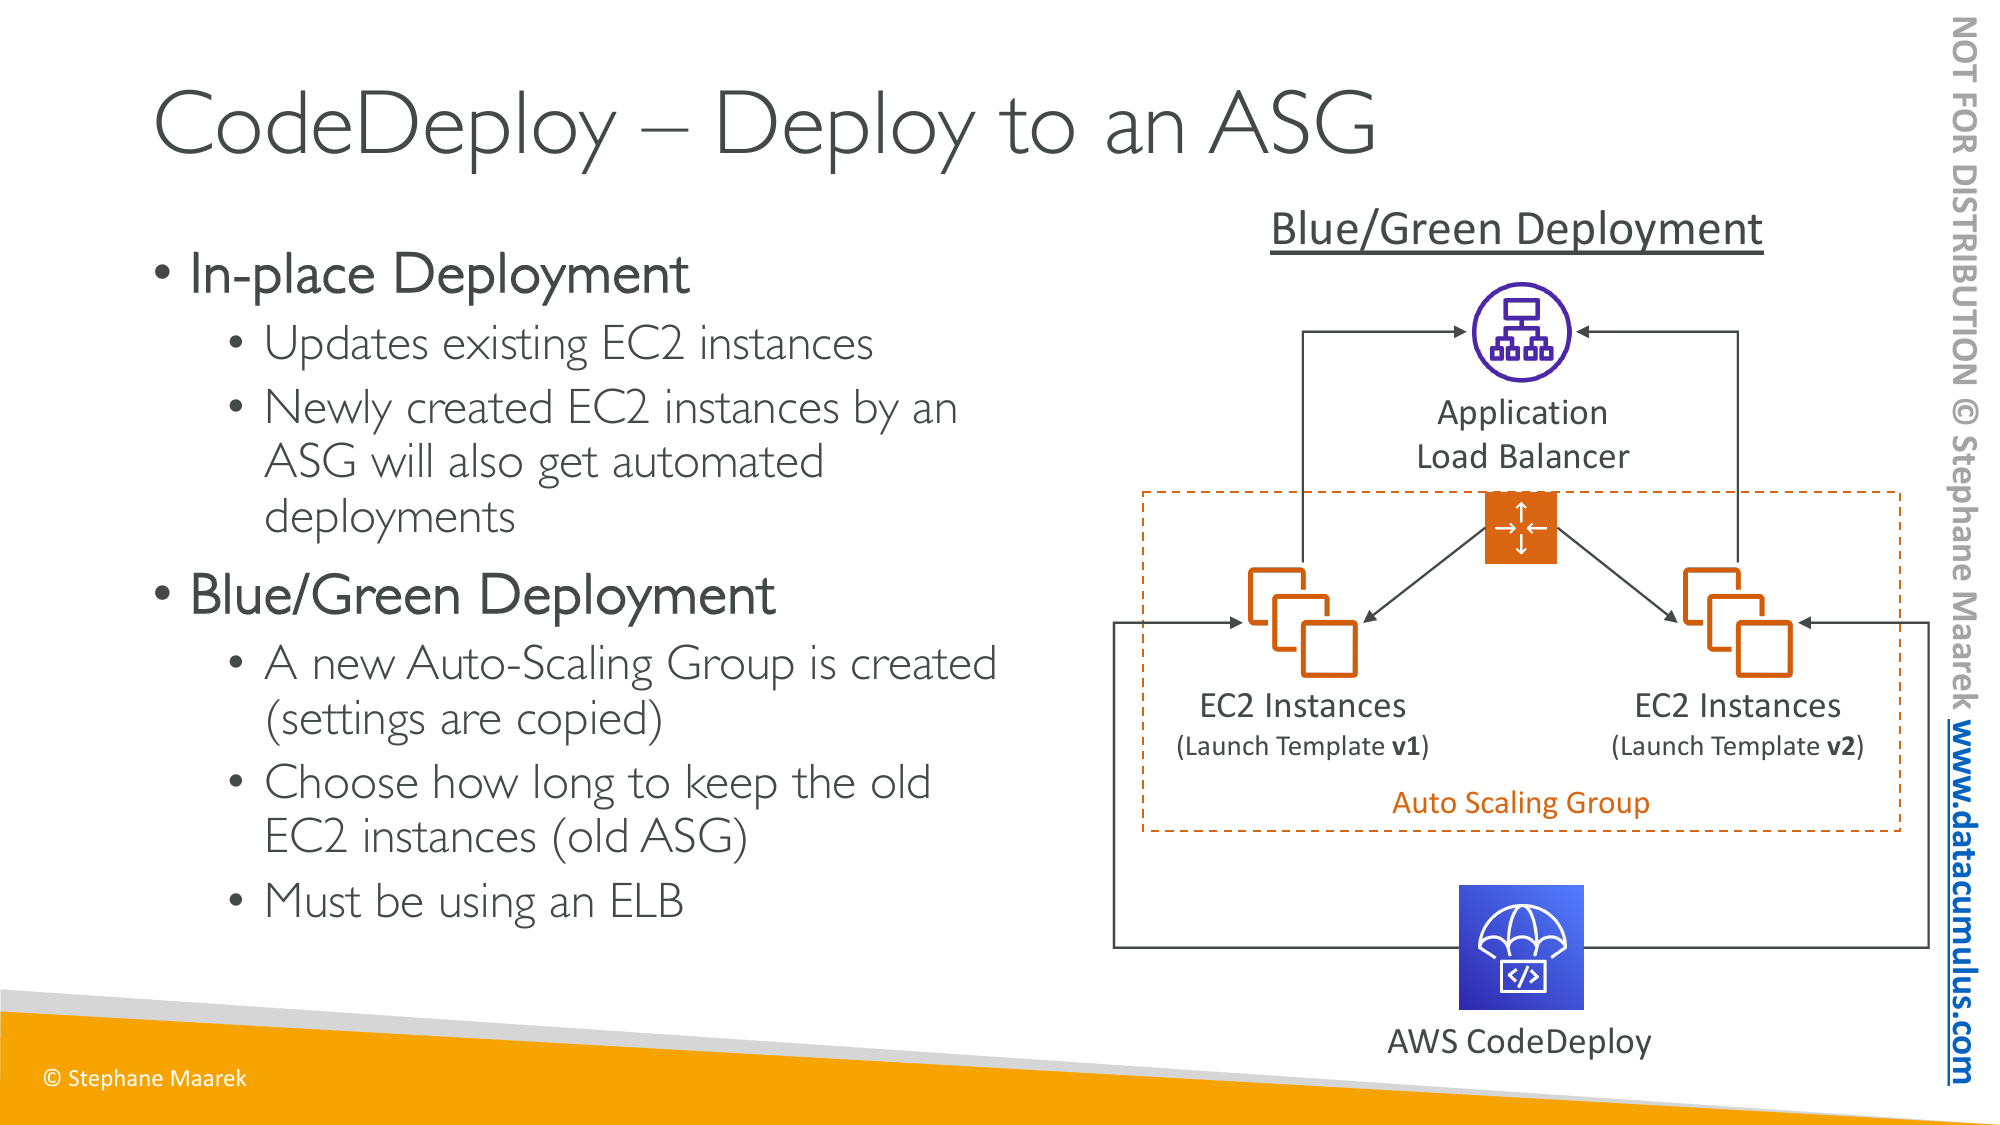 CodeDeploy – Deploy to an ASG
• In-place Deployment
• Updates existing EC2 instances
• Newly created EC2 instances by an
ASG will also get automated
deployments
• Blue/Green Deployment
• A new Auto-Scaling Group is created
(settings are copied)
• Choose how long to keep the old
EC2 instances (old ASG)
• Must be using an ELB
Blue/Green Deployment
Application
Load Balancer
EC2 Instances
(Launch Template v1)
EC2 Instances
(Launch Template v2)
Auto Scaling Group
</>
AWS CodeDeploy
© Stephane Maarek
NOT FOR DISTRIBUTION © Stephane Maarek www.datacumulus.com